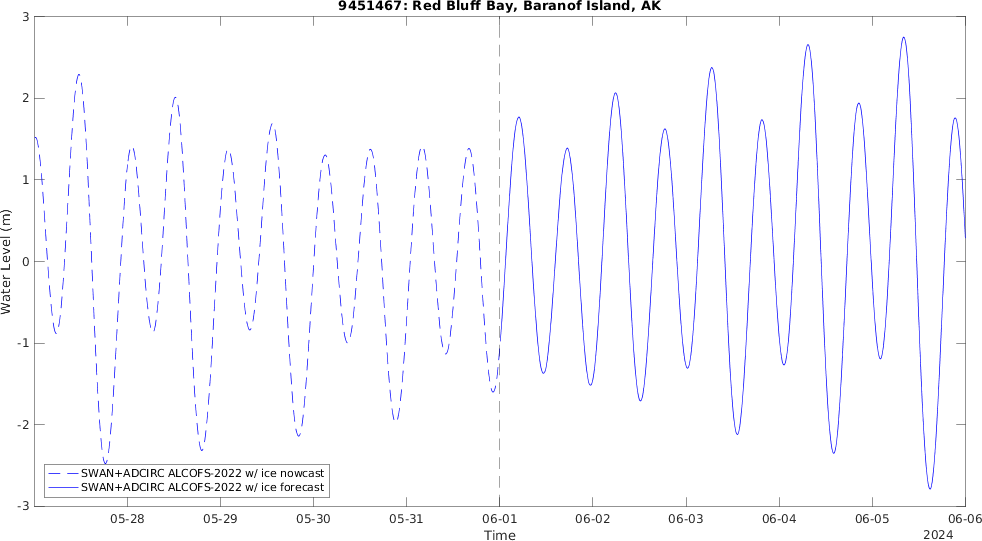 9451467: Red Bluff Bay, Baranof Island, AK
3
2
1
0
-1
-2
-3
Water Level (m)
SWAN+ADCIRC ALCOFS-2022 w/ ice nowcast
SWAN+ADCIRC ALCOFS-2022 w/ ice forecast
05-28 05-29 05-30 05-31 06-01 06-02 06-03 06-04 06-05 06-06
Time
2024